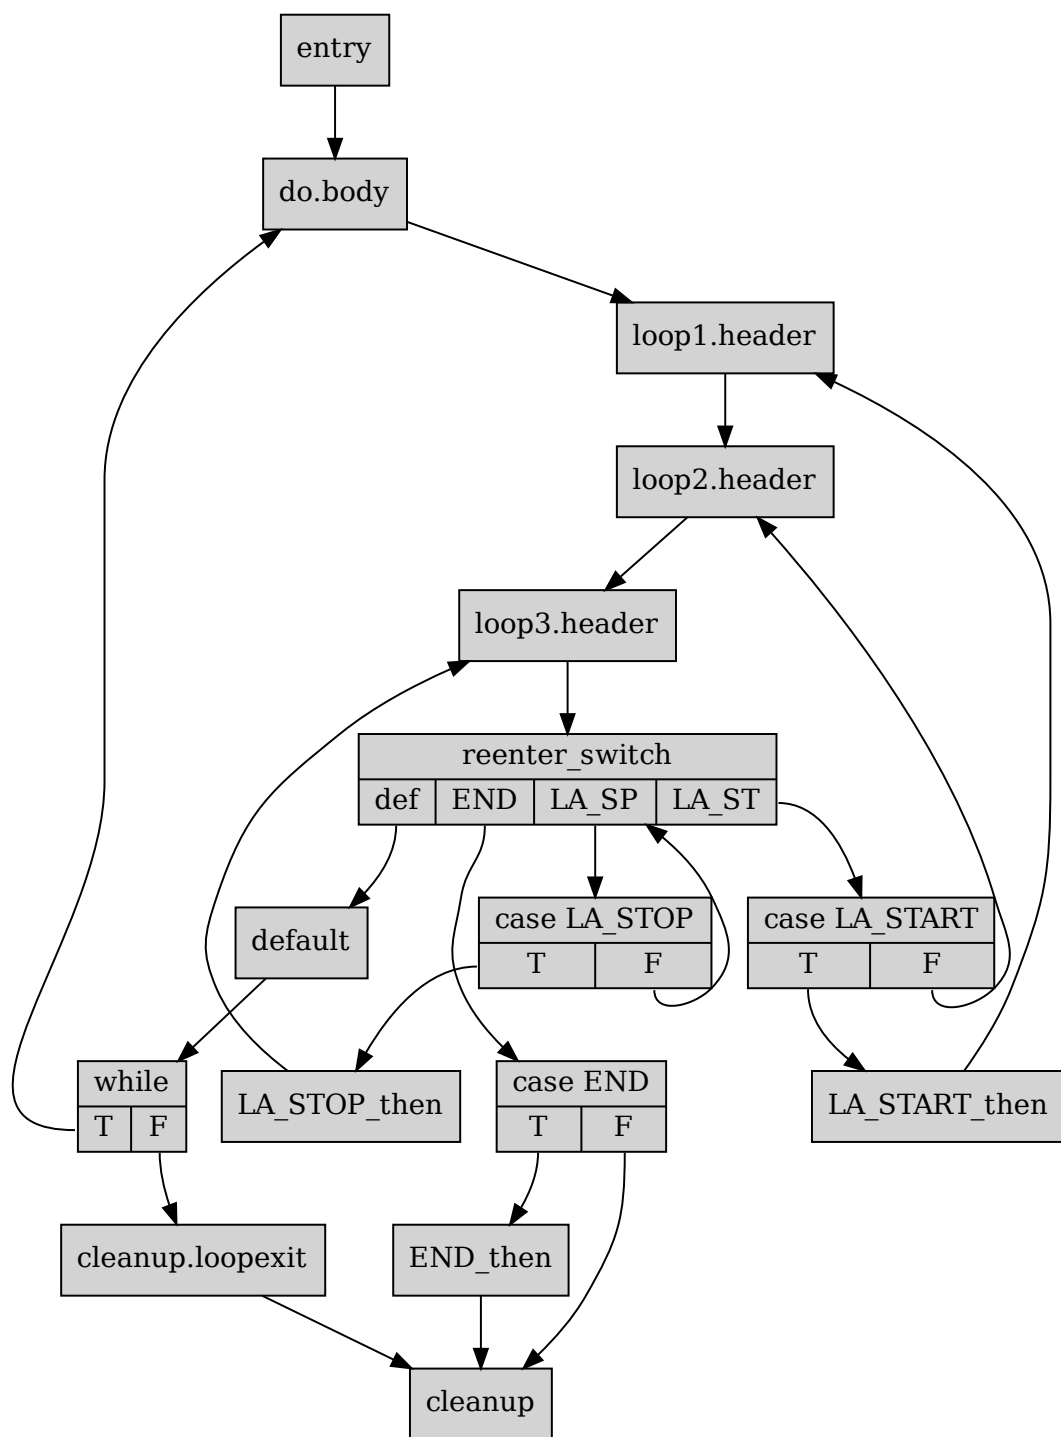 entry
do.body
loop1.header
loop2.header
loop3.header
reenter_switch
def END LA_SP LA_ST
case LA_STOP
T F
case LA_START
T F
default
while
T F
LA_STOP_then
case END
T F
LA_START_then
cleanup.loopexit
END_then
cleanup